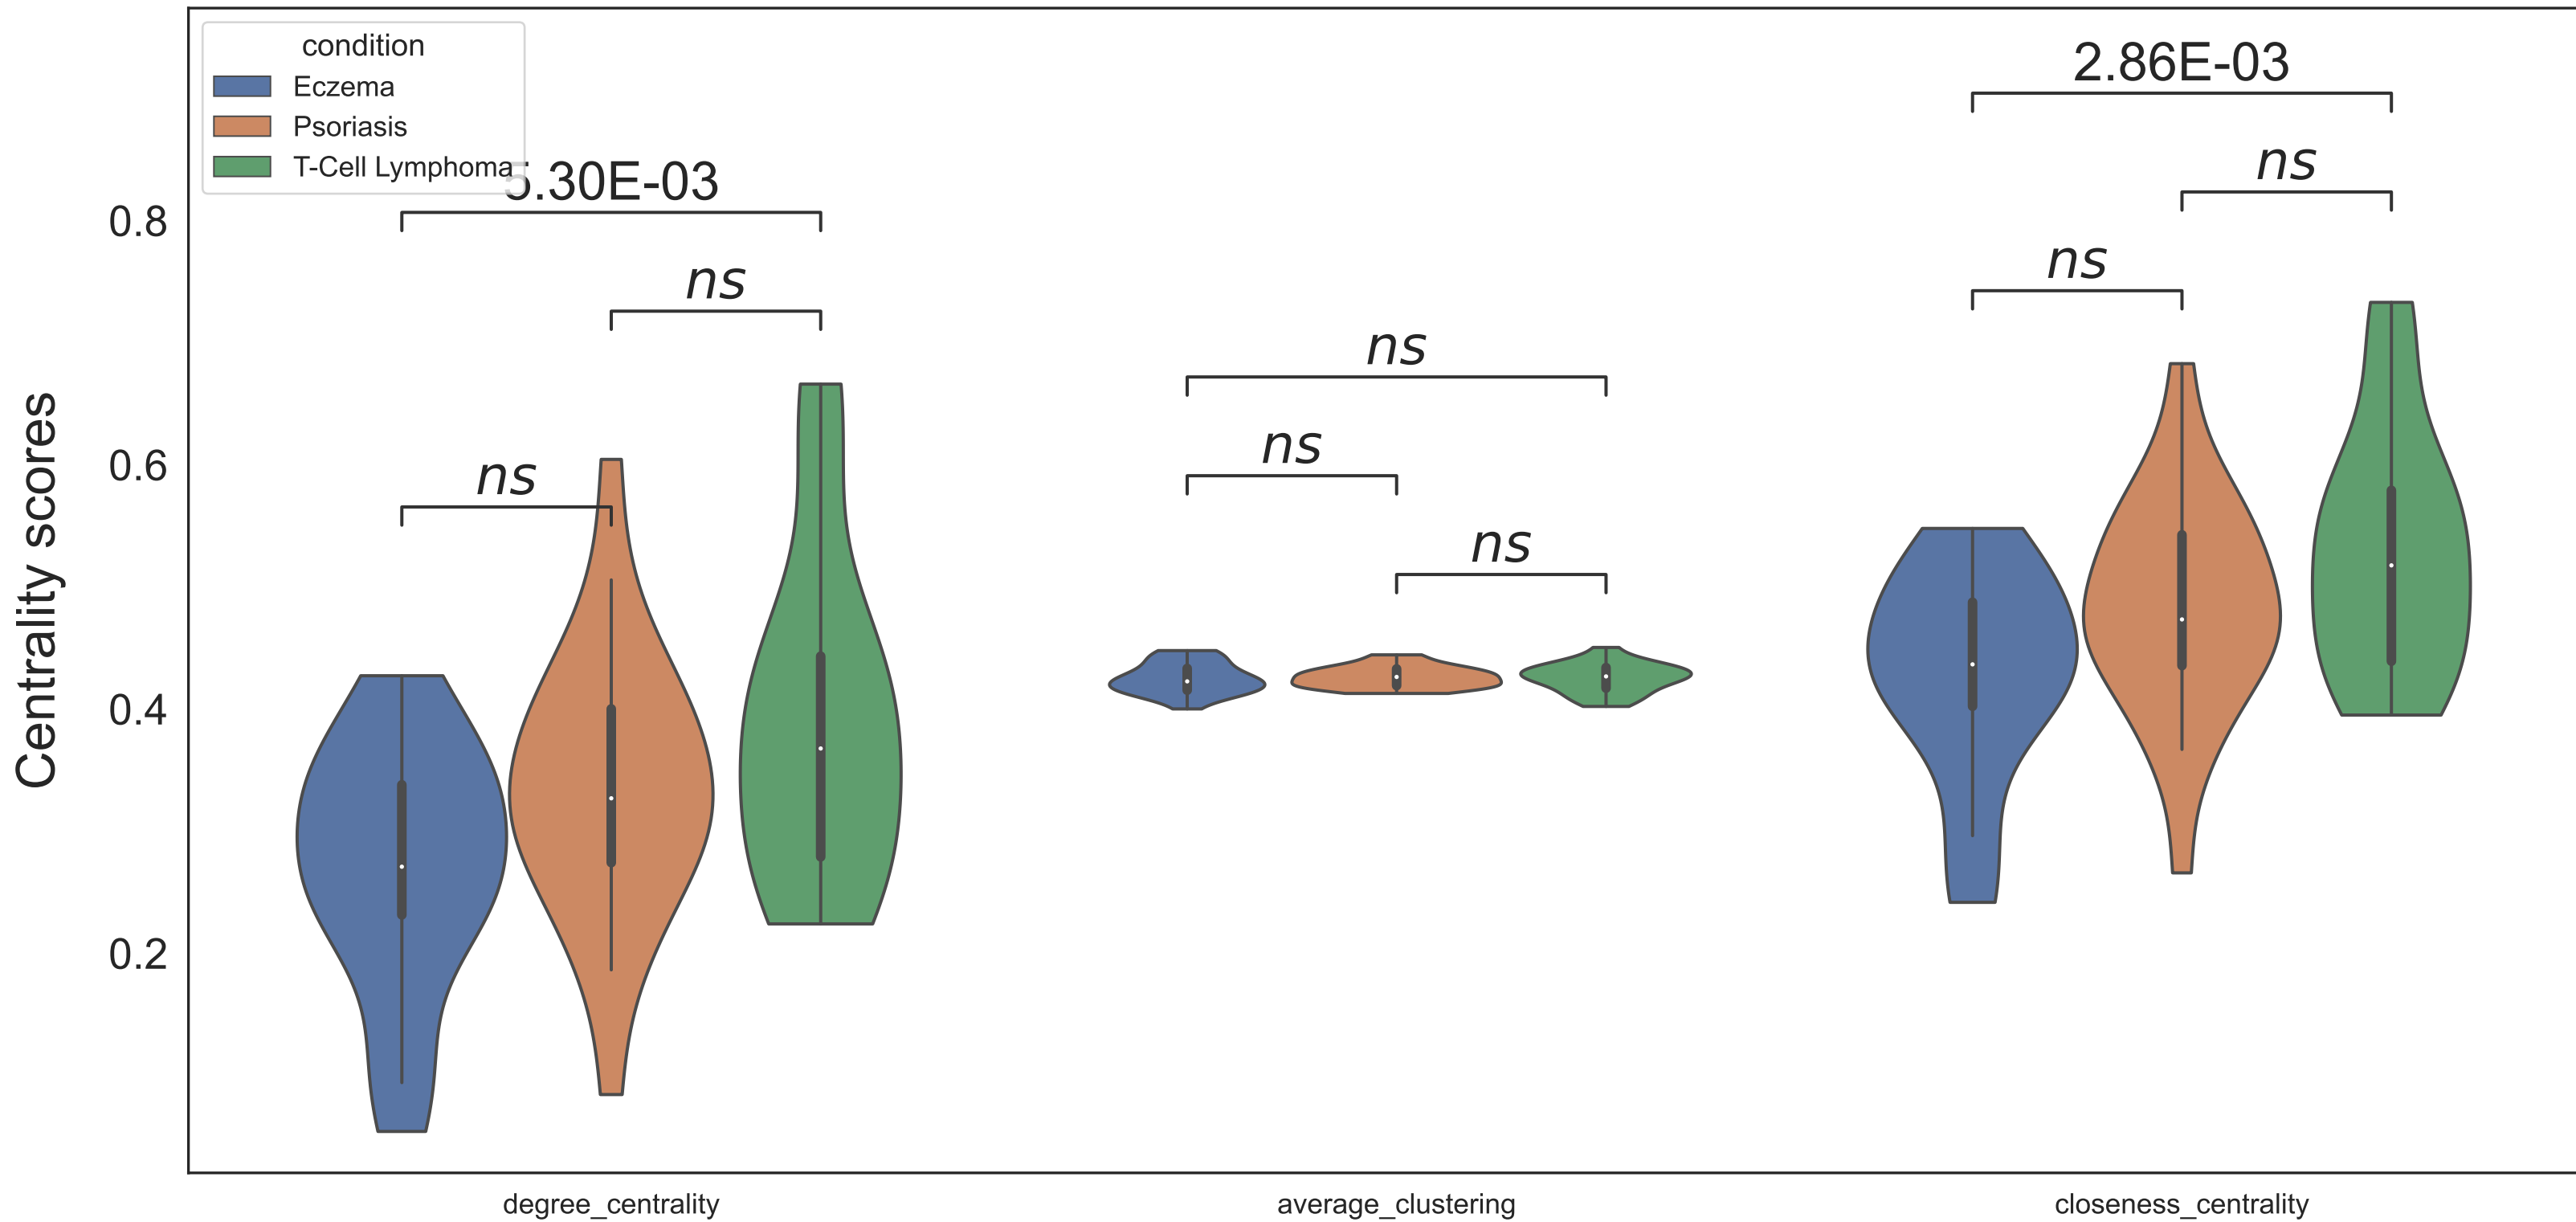 condition
Eczema
Psoriasis
T-Cell Lymphoma
5.30E-03
ns
ns
ns
ns
ns
2.86E-03
ns
ns
Centrality scores
0.8
0.6
0.4
0.2
degree_centrality
average_clustering
closeness_centrality